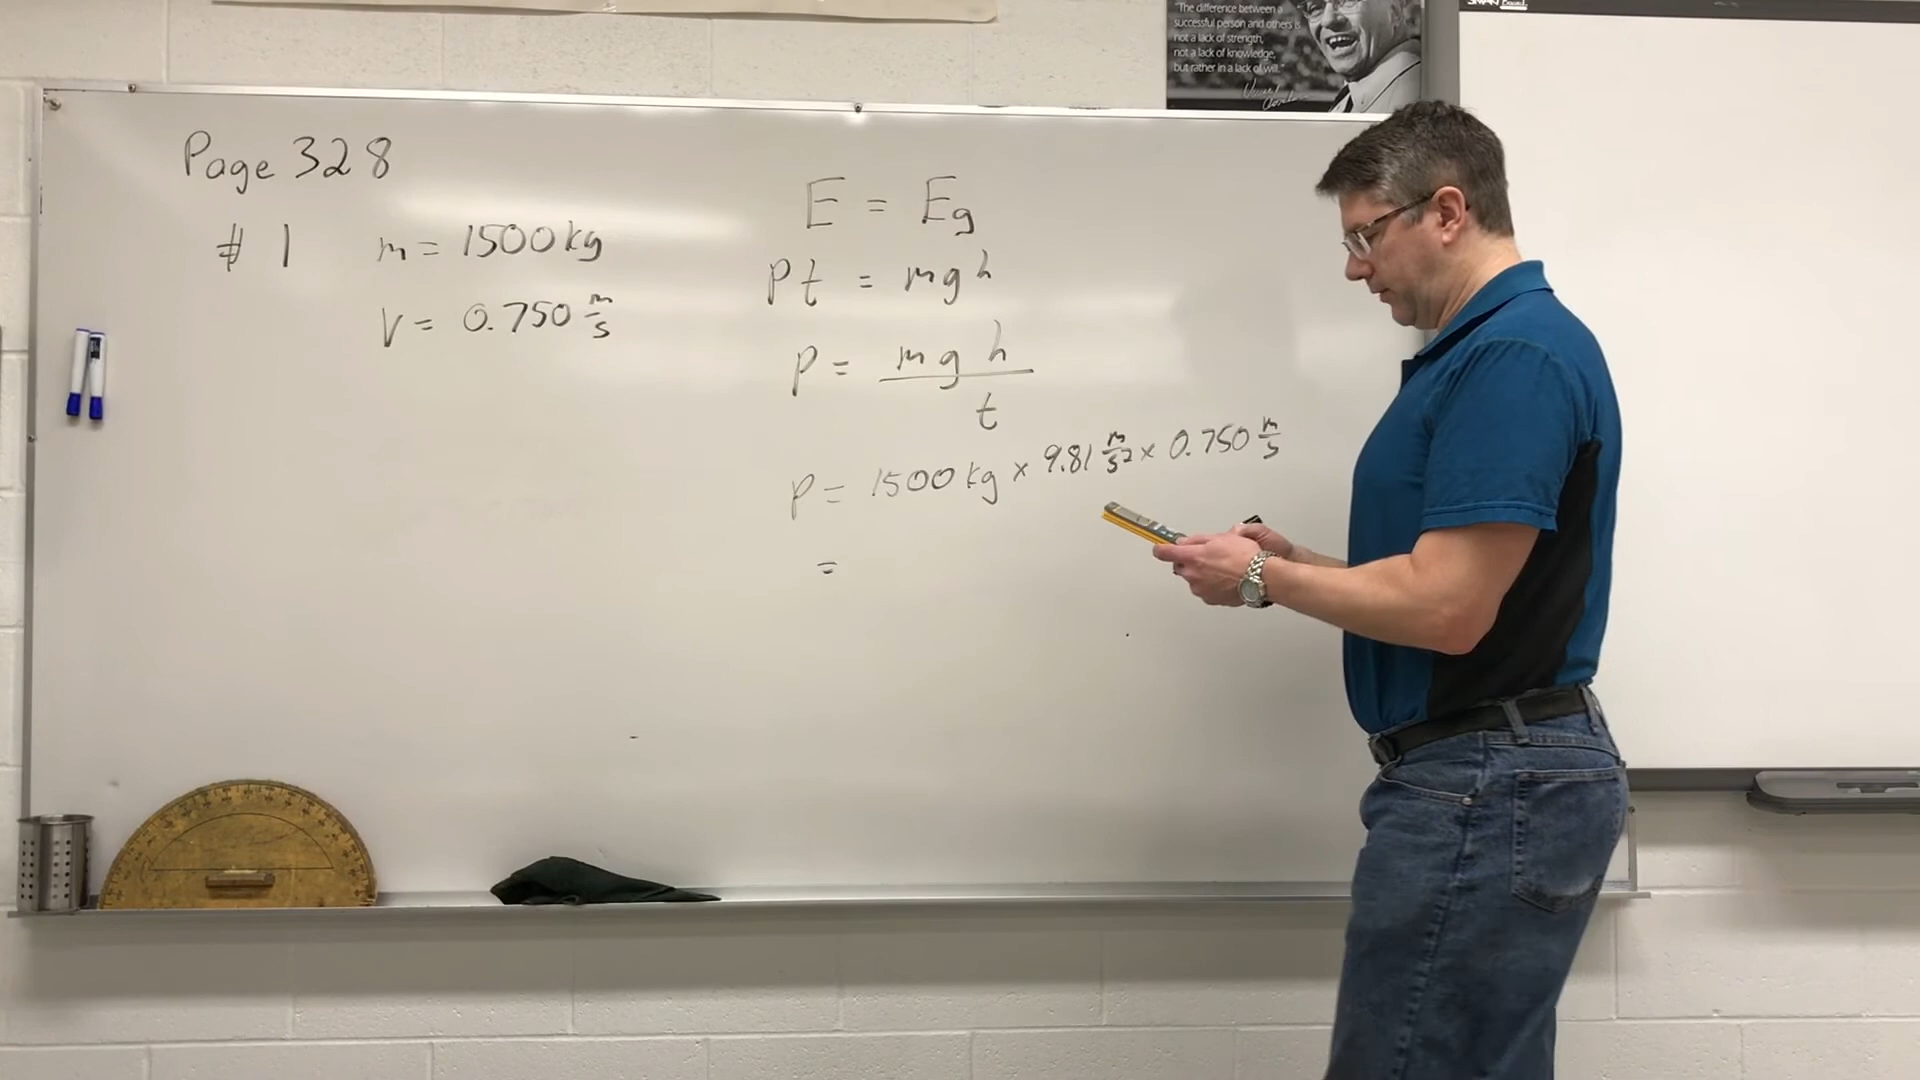 "The difference between a
successful person and others is
not a lack of strength,
not a lack of knowledge,
but rather in a lack of will."
Page 328
# 1 m = 1500 kg
V = 0.750 m/s
E = Eg
Pt = mgh
P = mgh/t
P = 1500 kg × 9.81 m/s² × 0.750 m/s
=